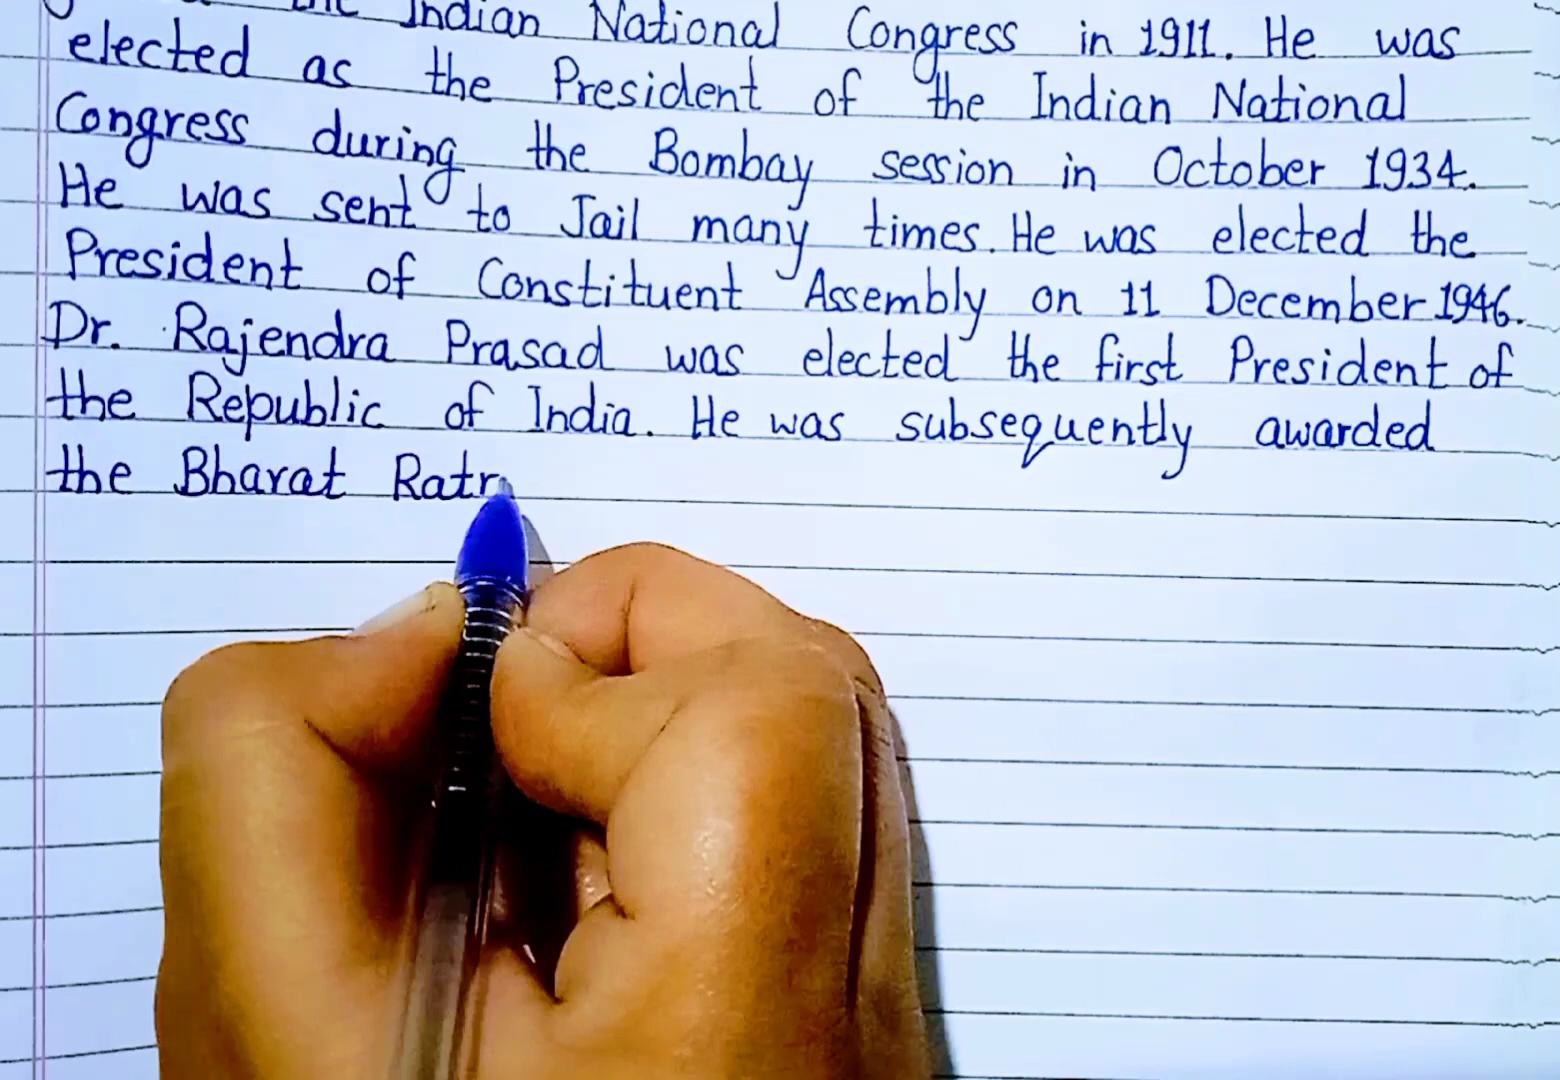 the Indian National Congress in 1911. He was
elected as the President of the Indian National
Congress during the Bombay session in October 1934.
He was sent to Jail many times. He was elected the
President of Constituent Assembly on 11 December 1946.
Dr. Rajendra Prasad was elected the first President of
the Republic of India. He was subsequently awarded
the Bharat Ratn